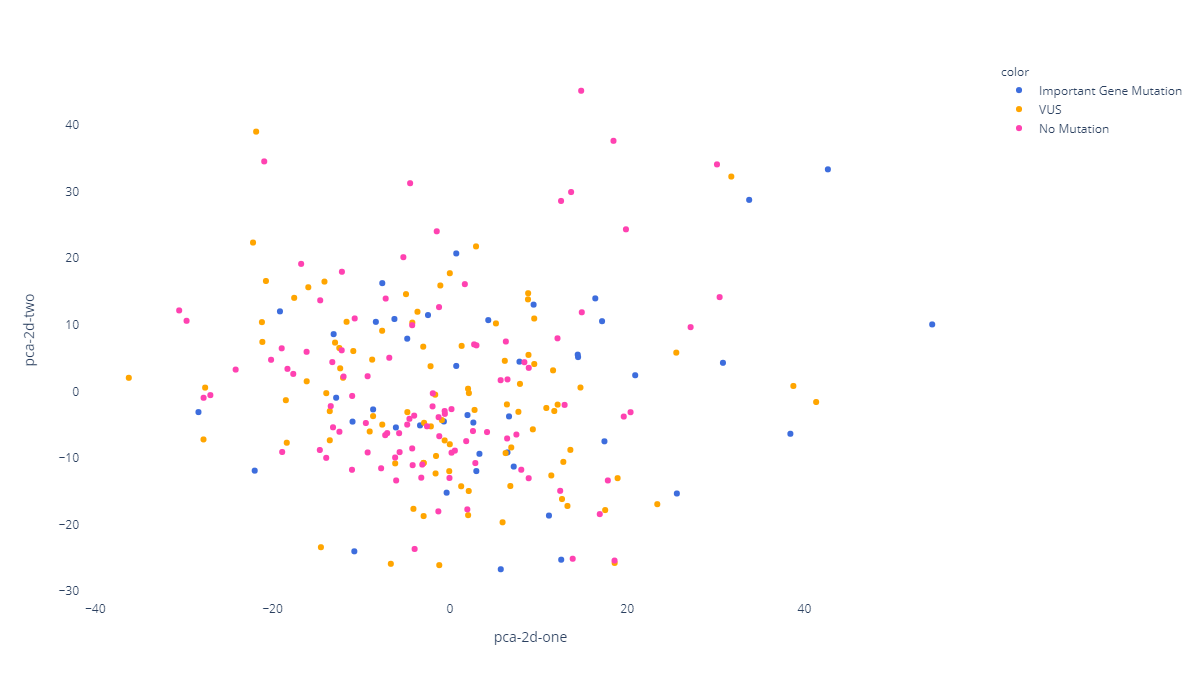 color
Important Gene Mutation
VUS
No Mutation
40
30
20
10
0
−10
−20
−30
pca-2d-two
−40
−20
0
20
40
pca-2d-one